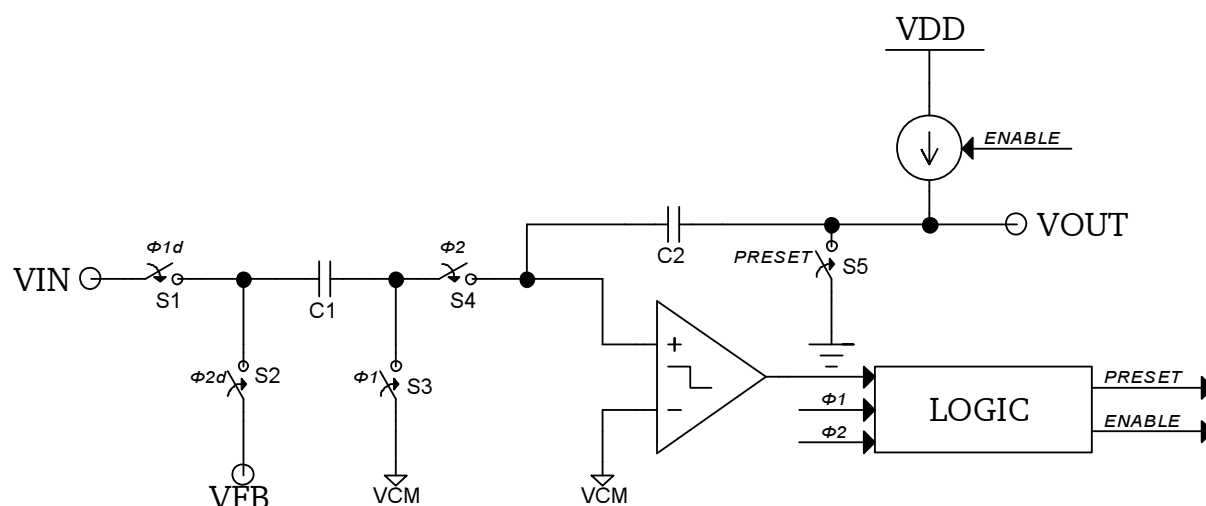 VDD
ENABLE
VOUT
Φ1d
Φ2
C2
PRESET
S5
VIN
S1
C1
S4
Φ2d
S2
Φ1
S3
+
−
PRESET
Φ1
LOGIC
Φ2
ENABLE
VFB
VCM
VCM